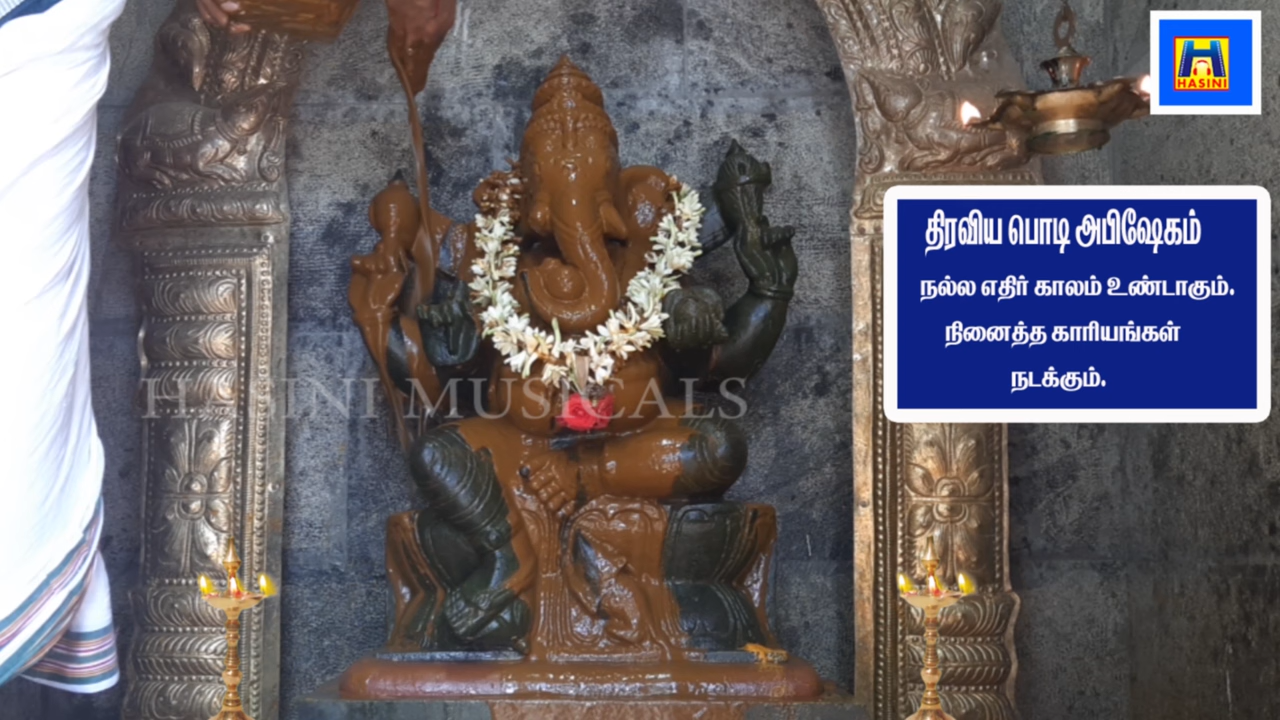 HASINI
திரவிய பொடி அபிஷேகம்
நல்ல எதிர் காலம் உண்டாகும்.
நினைத்த காரியங்கள்
நடக்கும்.
HASINI MUSICALS